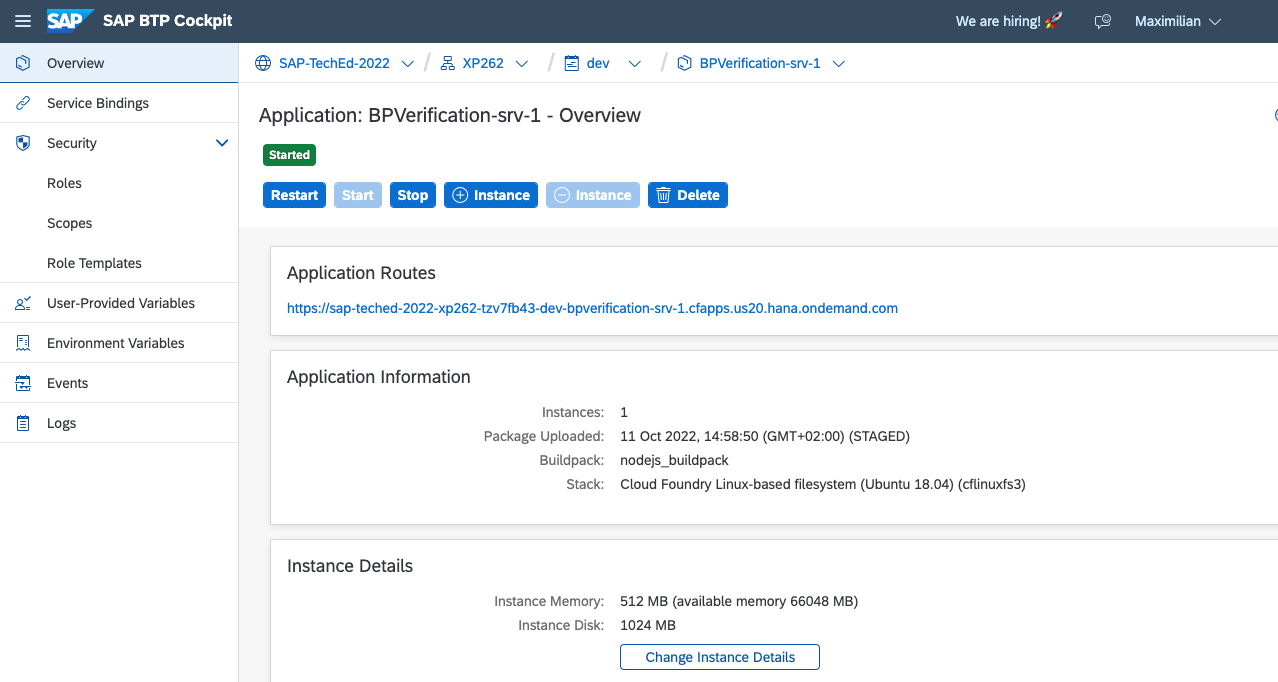 SAP SAP BTP Cockpit We are hiring! 🚀 Maximilian
Overview
Service Bindings
Security
Roles
Scopes
Role Templates
User-Provided Variables
Environment Variables
Events
Logs
SAP-TechEd-2022 / XP262 / dev / BPVerification-srv-1
Application: BPVerification-srv-1 - Overview
Started
Restart Start Stop Instance Instance Delete
Application Routes
https://sap-teched-2022-xp262-tzv7fb43-dev-bpverification-srv-1.cfapps.us20.hana.ondemand.com
Application Information
Instances: 1
Package Uploaded: 11 Oct 2022, 14:58:50 (GMT+02:00) (STAGED)
Buildpack: nodejs_buildpack
Stack: Cloud Foundry Linux-based filesystem (Ubuntu 18.04) (cflinuxfs3)
Instance Details
Instance Memory: 512 MB (available memory 66048 MB)
Instance Disk: 1024 MB
Change Instance Details